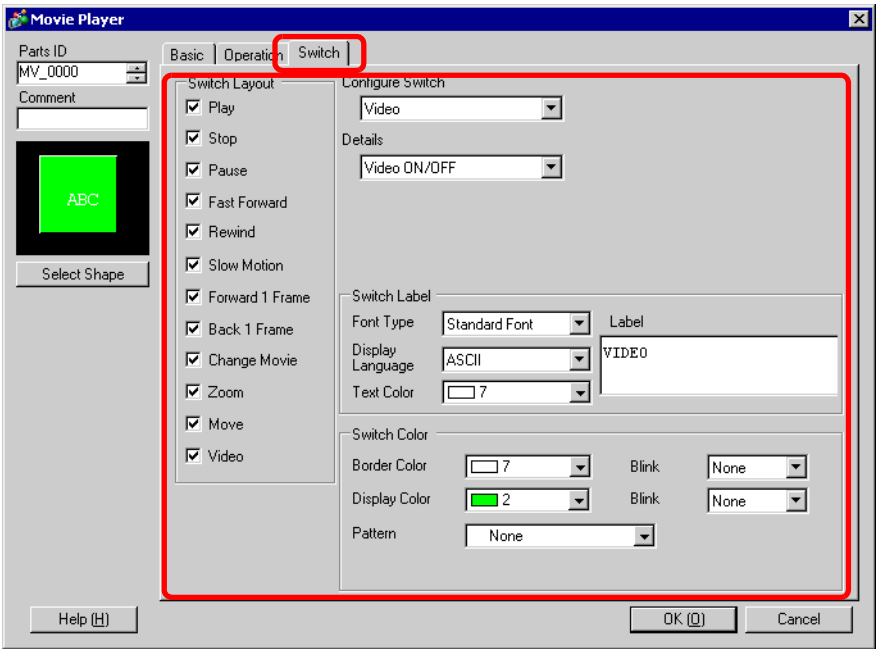 Movie Player
Parts ID
MV_0000
Comment
ABC
Select Shape
Basic Operation Switch
Switch Layout
Play
Stop
Pause
Fast Forward
Rewind
Slow Motion
Forward 1 Frame
Back 1 Frame
Change Movie
Zoom
Move
Video
Configure Switch
Video
Details
Video ON/OFF
Switch Label
Font Type Standard Font
Display Language ASCII
Text Color 7
Label
VIDEO
Switch Color
Border Color 7 Blink None
Display Color 2 Blink None
Pattern None
Help (H) OK (O) Cancel